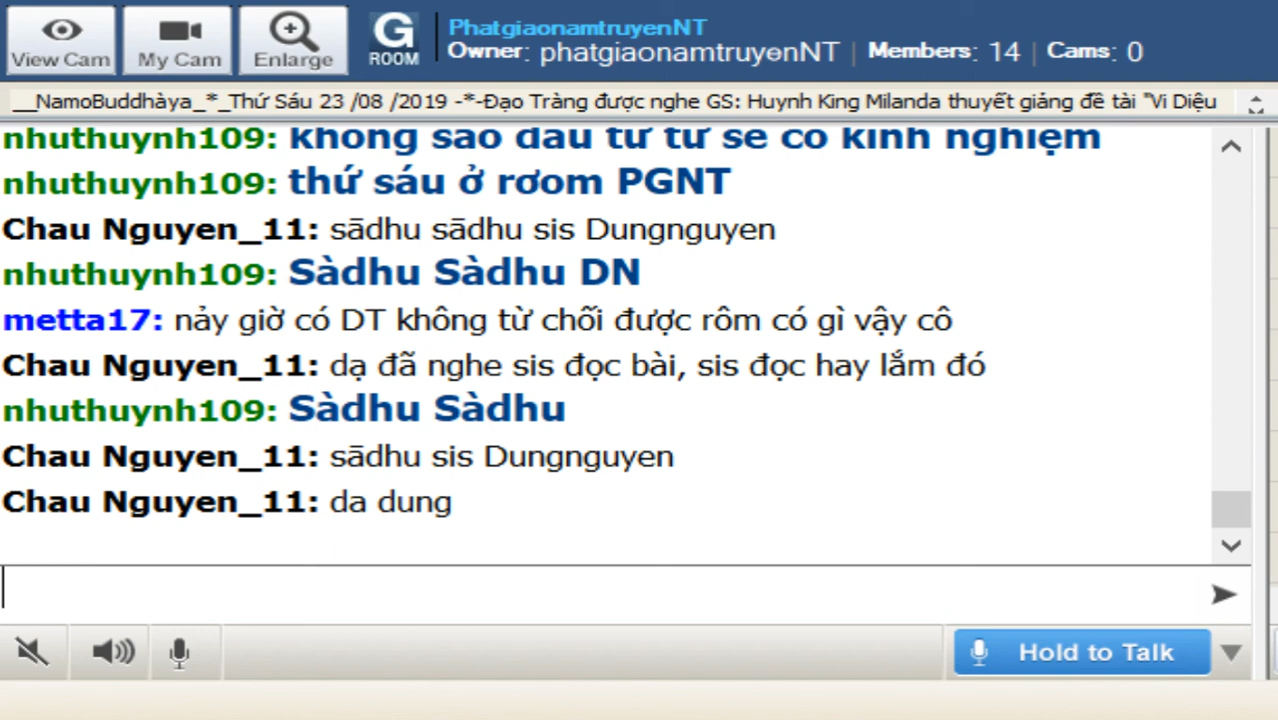 View Cam
My Cam
Enlarge
G
ROOM
PhatgiaonamtruyenNT
Owner: phatgiaonamtruyenNT | Members: 14 | Cams: 0
__NamoBuddhàya_*_Thứ Sáu 23 /08 /2019 -*-Đạo Tràng được nghe GS: Huynh King Milanda thuyết giảng đề tài "Vi Diệu
nhuthuynh109: không sao đâu từ từ sẽ có kinh nghiệm
nhuthuynh109: thứ sáu ở rơom PGNT
Chau Nguyen_11: sādhu sādhu sis Dungnguyen
nhuthuynh109: Sàdhu Sàdhu DN
metta17: nảy giờ có DT không từ chối được rôm có gì vậy cô
Chau Nguyen_11: dạ đã nghe sis đọc bài, sis đọc hay lắm đó
nhuthuynh109: Sàdhu Sàdhu
Chau Nguyen_11: sādhu sis Dungnguyen
Chau Nguyen_11: da dung
Hold to Talk